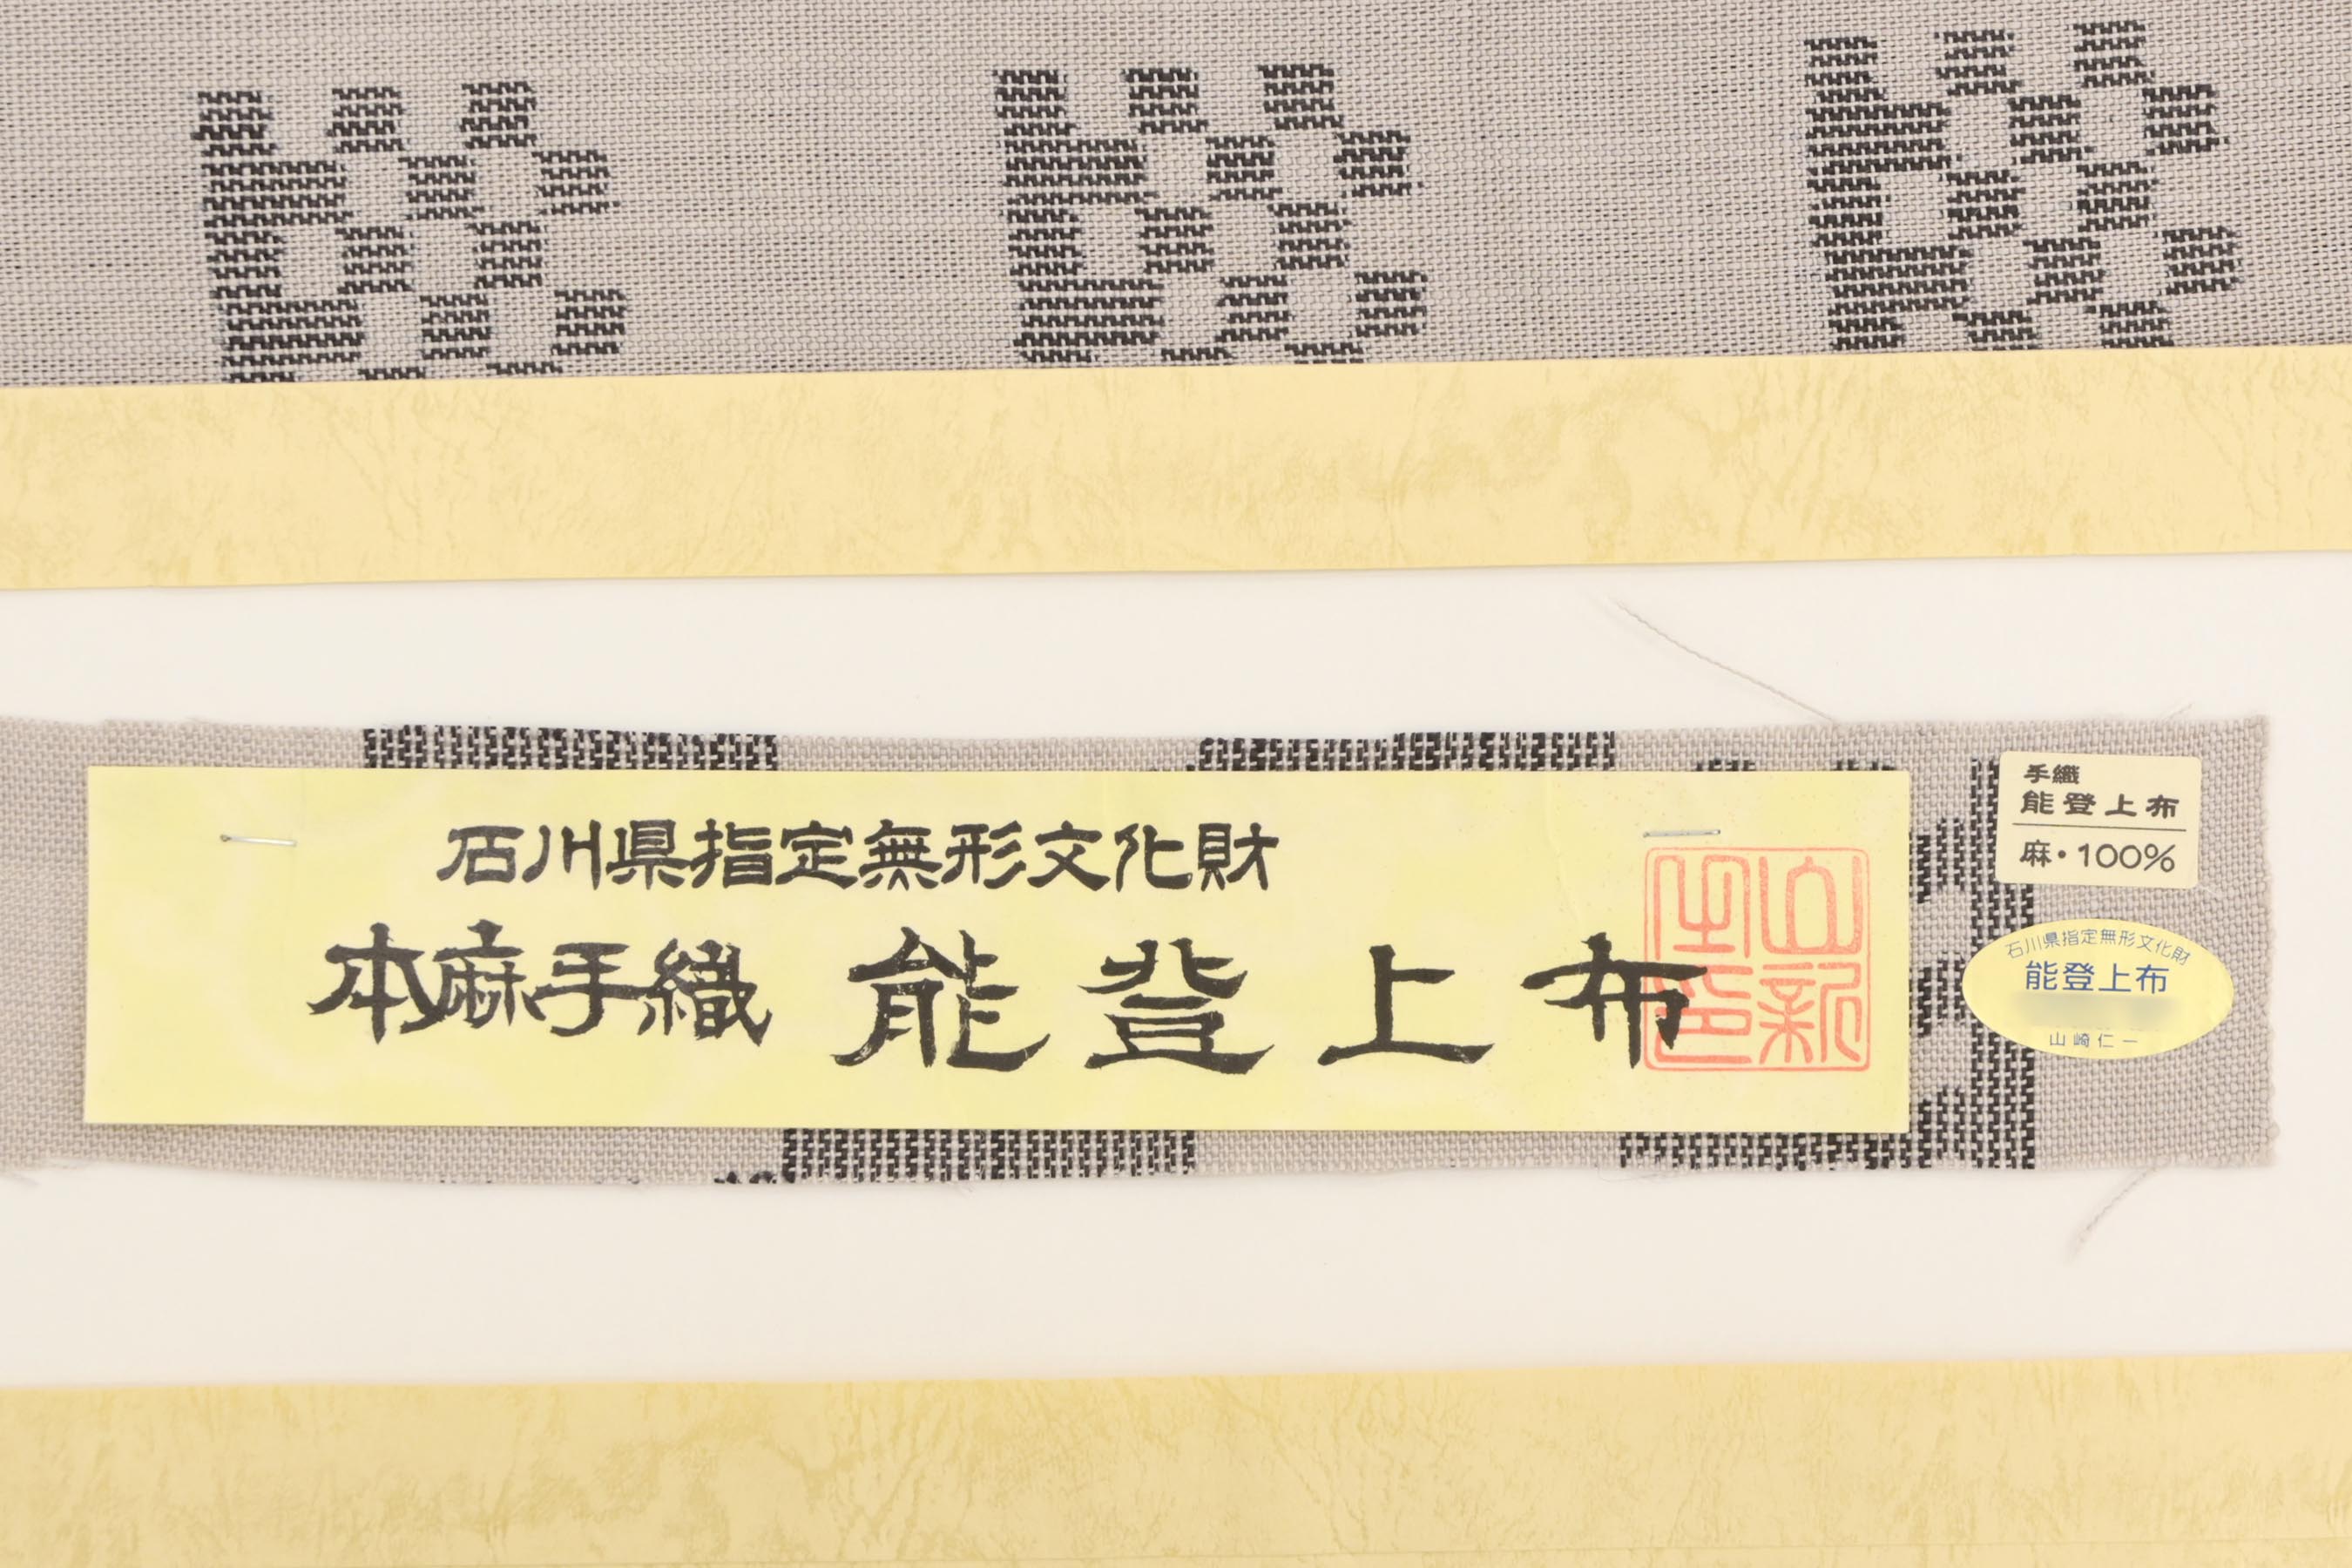 石川県指定無形文化財
本麻手織 能登上布
手織
能登上布
麻・100%
石川県指定無形文化財
能登上布
山崎仁一